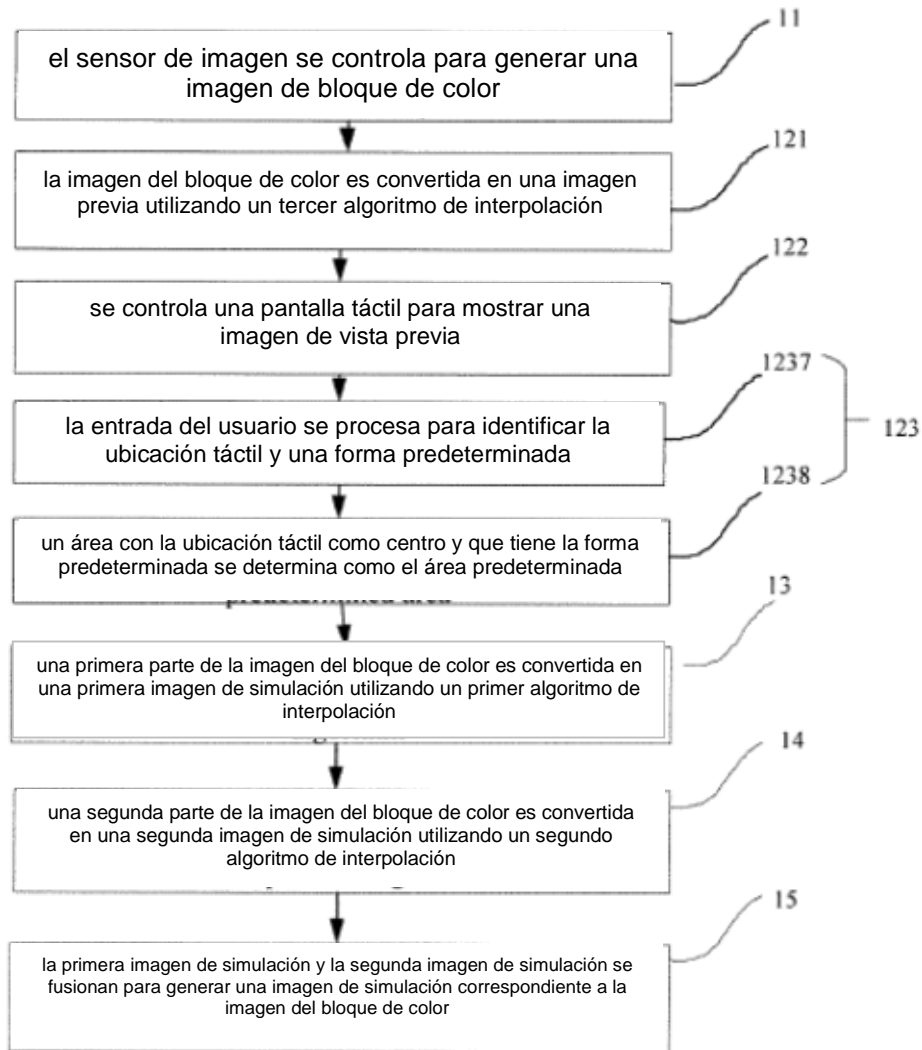 11
el sensor de imagen se controla para generar una
imagen de bloque de color
121
la imagen del bloque de color es convertida en una imagen
previa utilizando un tercer algoritmo de interpolación
122
se controla una pantalla táctil para mostrar una
imagen de vista previa
1237
la entrada del usuario se procesa para identificar la
ubicación táctil y una forma predeterminada
123
1238
un área con la ubicación táctil como centro y que tiene la forma
predeterminada se determina como el área predeterminada
13
una primera parte de la imagen del bloque de color es convertida en
una primera imagen de simulación utilizando un primer algoritmo de
interpolación
14
una segunda parte de la imagen del bloque de color es convertida
en una segunda imagen de simulación utilizando un segundo
algoritmo de interpolación
15
la primera imagen de simulación y la segunda imagen de simulación se
fusionan para generar una imagen de simulación correspondiente a la
imagen del bloque de color